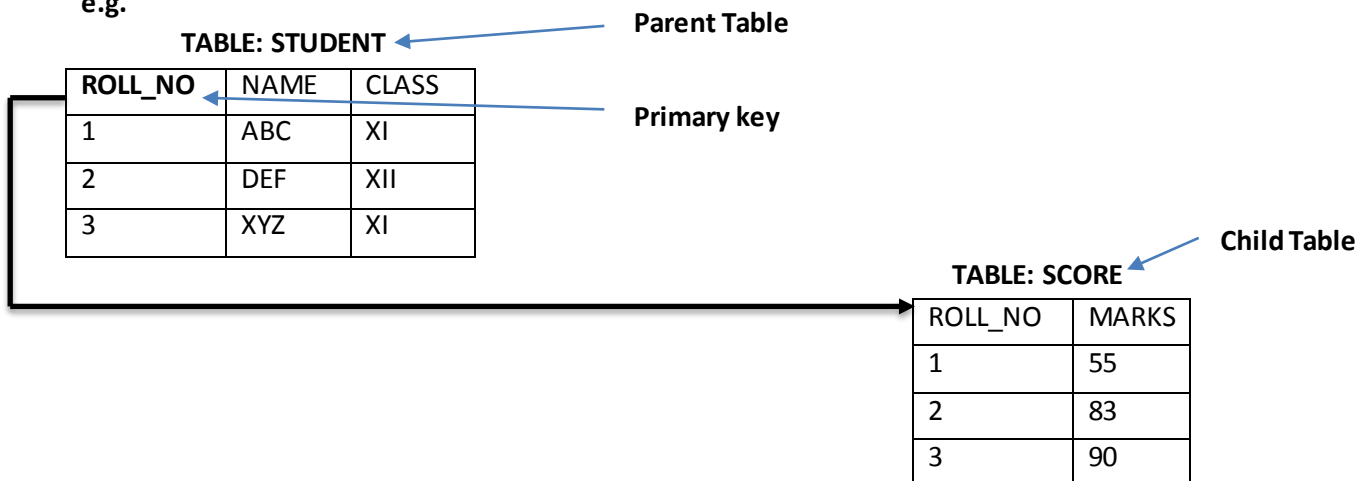 e.g.
Parent Table
TABLE: STUDENT
ROLL_NO NAME CLASS
Primary key
1 ABC XI
2 DEF XII
3 XYZ XI
Child Table
TABLE: SCORE
ROLL_NO MARKS
1 55
2 83
3 90